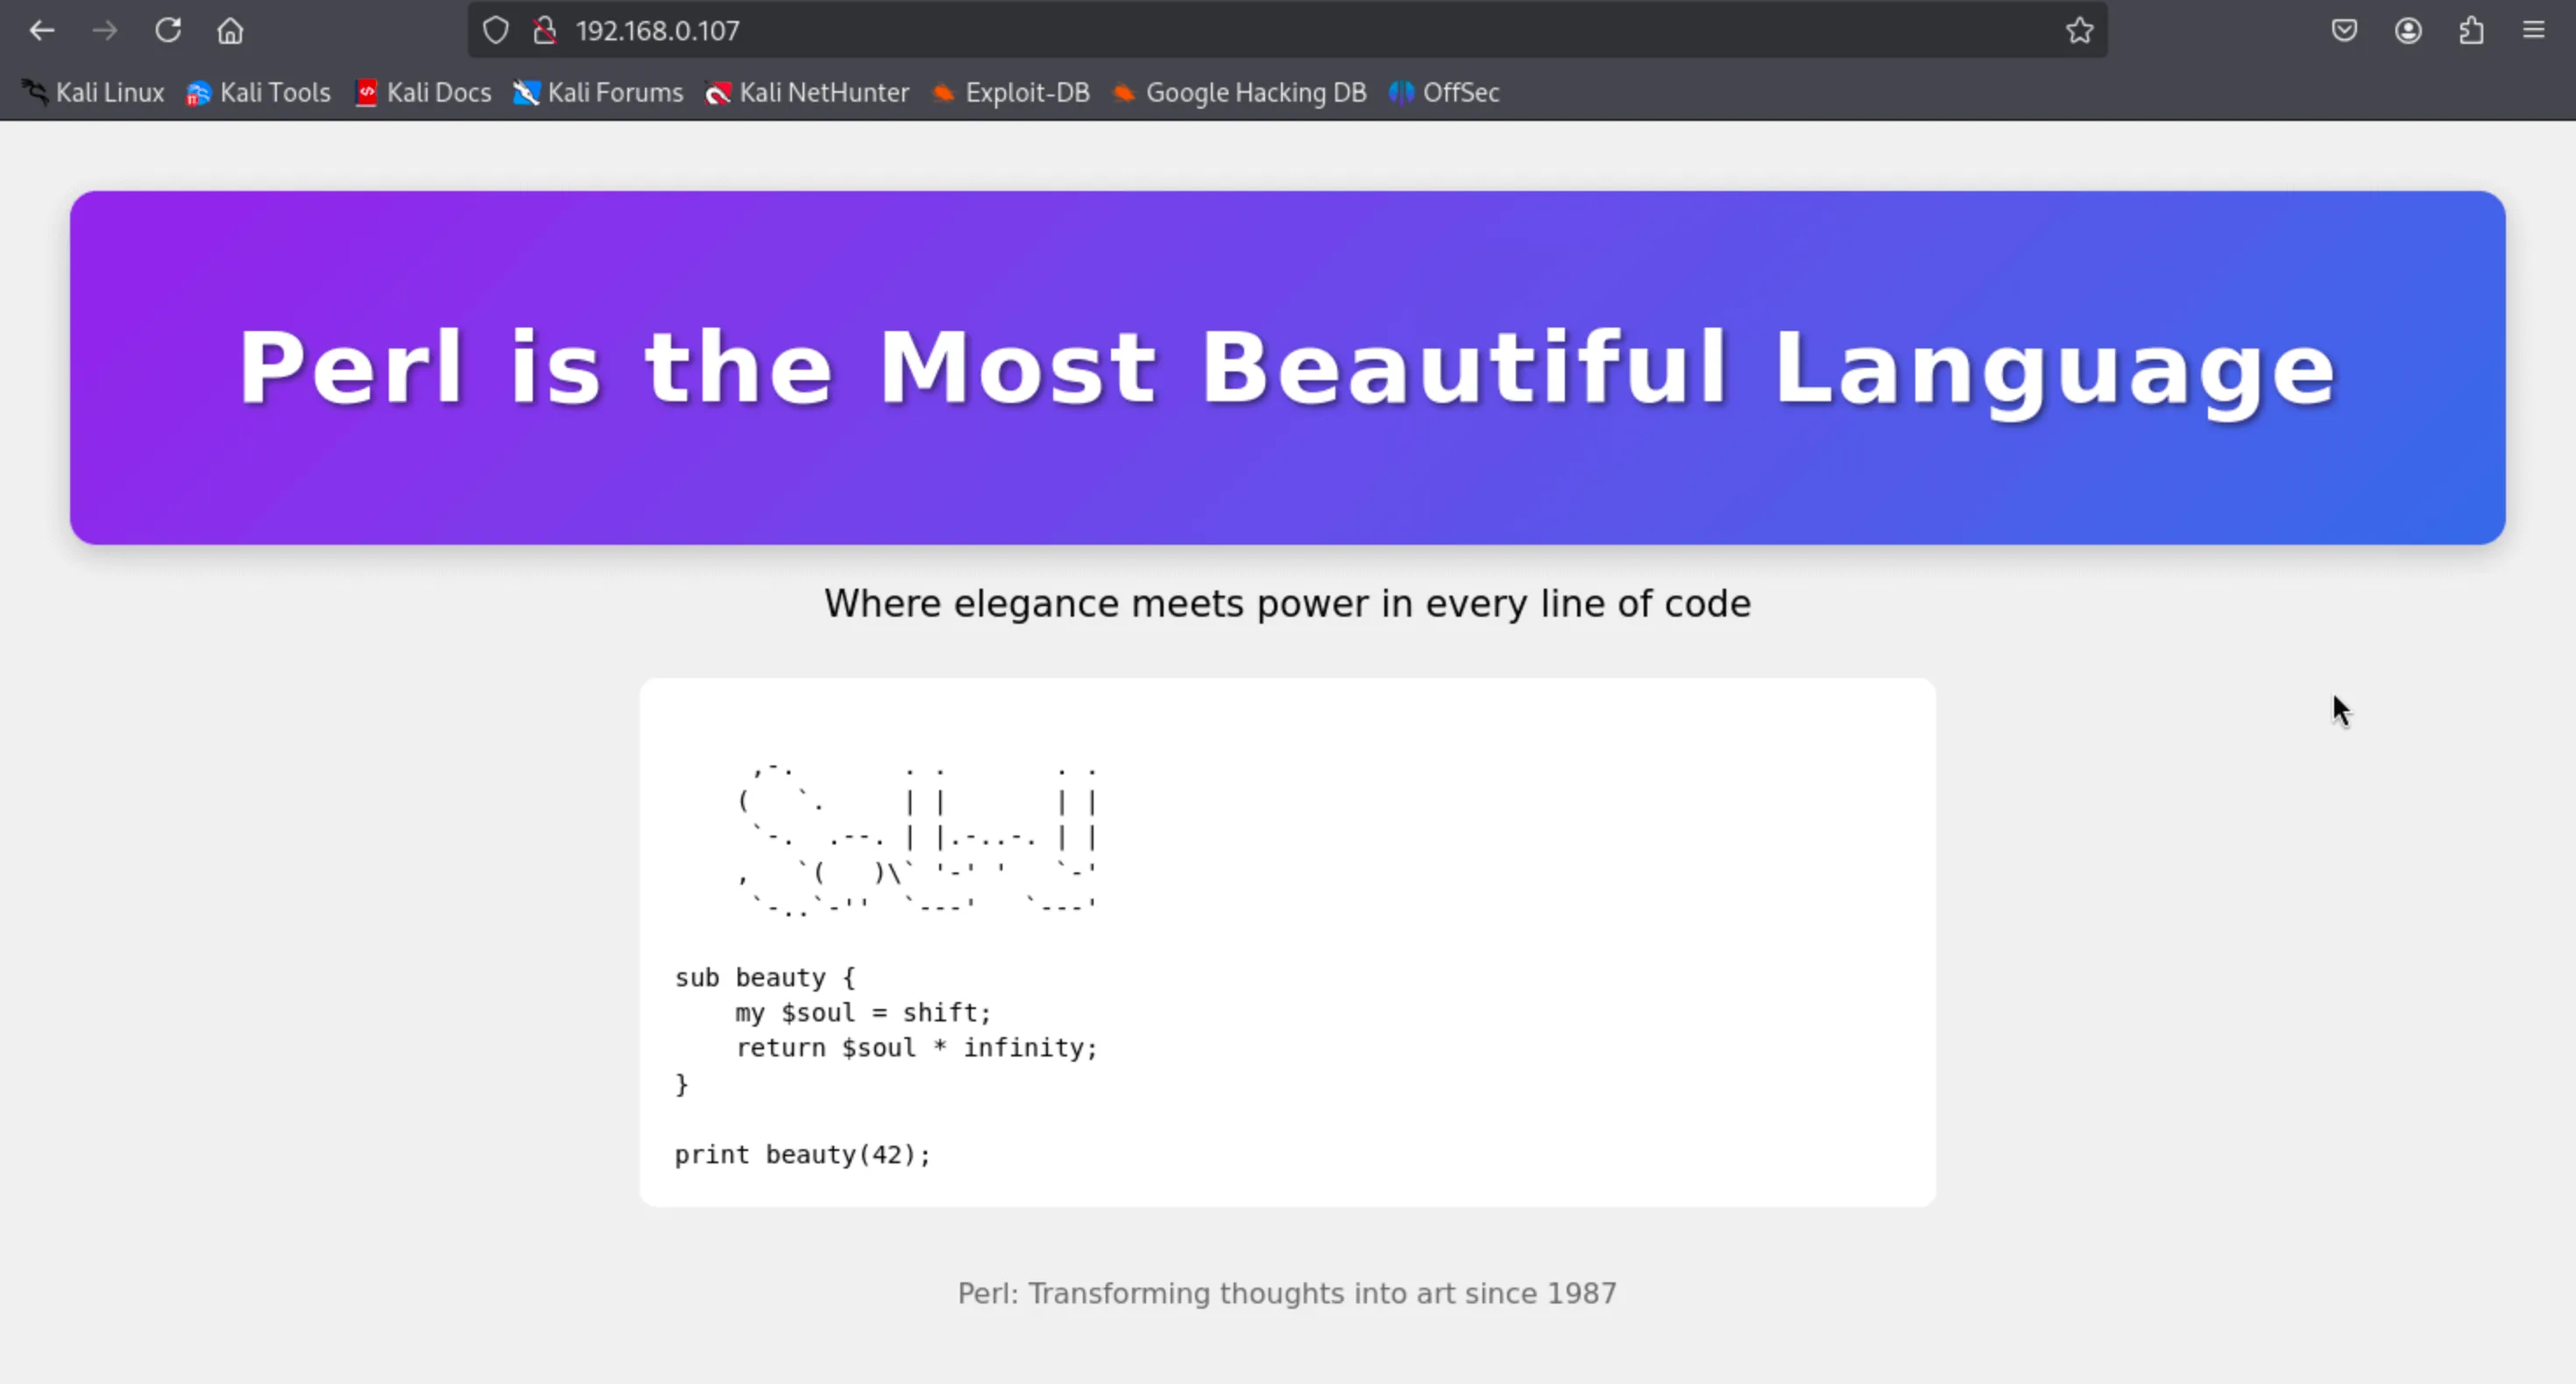 192.168.0.107
Kali Linux Kali Tools Kali Docs Kali Forums Kali NetHunter Exploit-DB Google Hacking DB OffSec
Perl is the Most Beautiful Language
Where elegance meets power in every line of code
sub beauty {
    my $soul = shift;
    return $soul * infinity;
}
print beauty(42);
Perl: Transforming thoughts into art since 1987